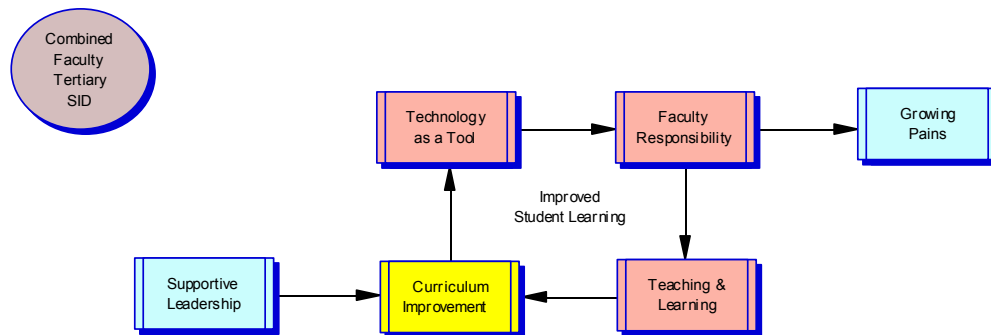 Combined
Faculty
Tertiary
SID
Technology
as a Tool
Faculty
Responsibility
Growing
Pains
Improved
Student Learning
Supportive
Leadership
Curriculum
Improvement
Teaching &
Learning